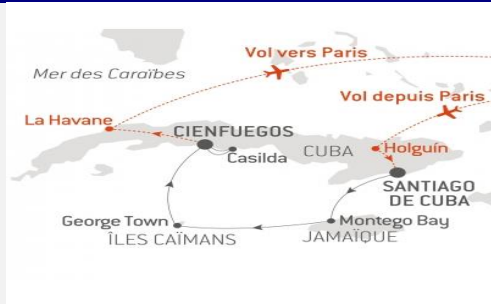 Vol vers Paris
Mer des Caraïbes
Vol depuis Paris
La Havane
CIENFUEGOS
Casilda
CUBA
Holguín
SANTIAGO
DE CUBA
George Town
ÎLES CAÏMANS
Montego Bay
JAMAÏQUE